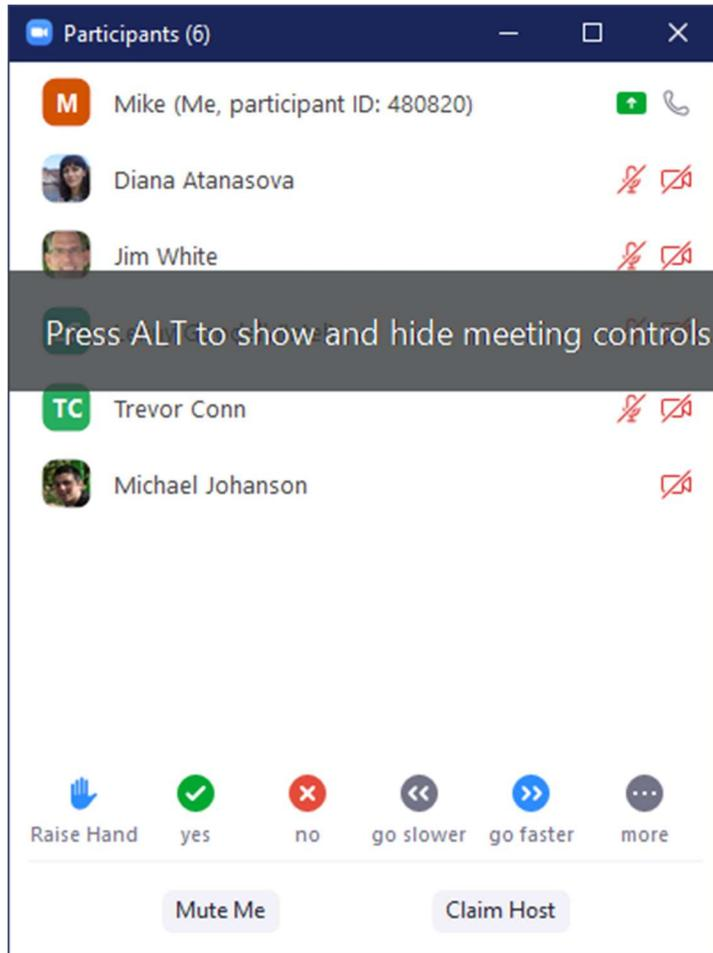 Participants (6)
M Mike (Me, participant ID: 480820)
Diana Atanasova
Jim White
Press ALT to show and hide meeting controls
TC Trevor Conn
Michael Johanson
Raise Hand yes no go slower go faster more
Mute Me Claim Host